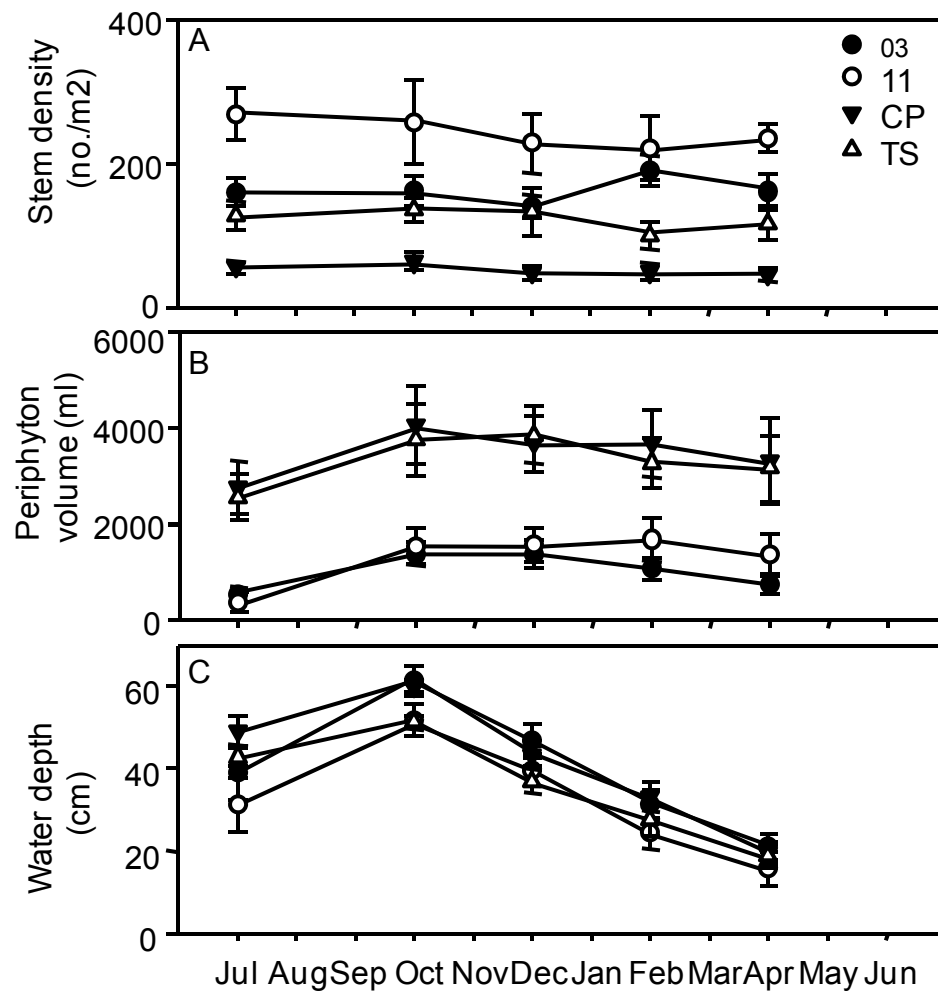 400
A
03
11
CP
TS
Stem density
(no./m2)
200
0
6000
B
Periphyton
volume (ml)
4000
2000
0
C
60
Water depth
(cm)
40
20
0
Jul Aug Sep Oct Nov Dec Jan Feb Mar Apr May Jun